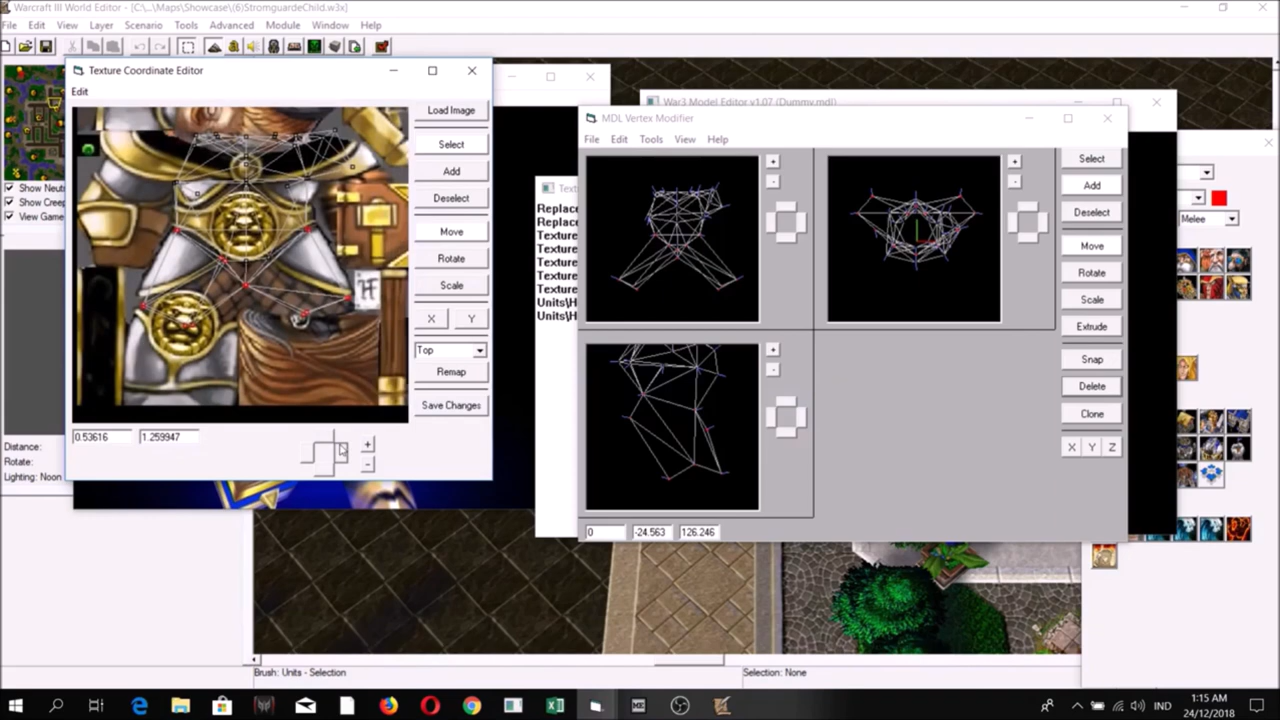 Warcraft III World Editor - [C:\...\Maps\Showcase\(6)StromguardeChild.w3x]
File Edit View Layer Scenario Tools Advanced Module Window Help
Texture Coordinate Editor
Edit
Load Image
Select
Add
Deselect
Move
Rotate
Scale
X Y
Top
Remap
Save Changes
0.53616 1.259947
+
-
Show Neut
Show Creep
View Game
Distance:
Rotate:
Lighting: Noon
War3 Model Editor v1.07 (Dummy.mdl)
Replace
Replace
Texture
Texture
Texture
Texture
Texture
Units\H
Units\H
MDL Vertex Modifier
File Edit Tools View Help
+
-
+
-
+
-
Select
Add
Deselect
Move
Rotate
Scale
Extrude
Snap
Delete
Clone
X Y Z
0 -24.563 126.246
Melee
Brush: Units - Selection
Selection: None
ME
IND
1:15 AM
24/12/2018